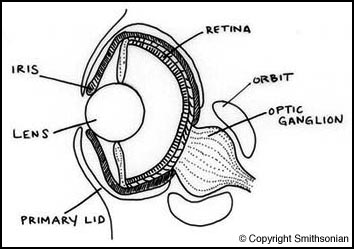 RETINA
IRIS
ORBIT
OPTIC
GANGLION
LENS
PRIMARY LID
© Copyright Smithsonian